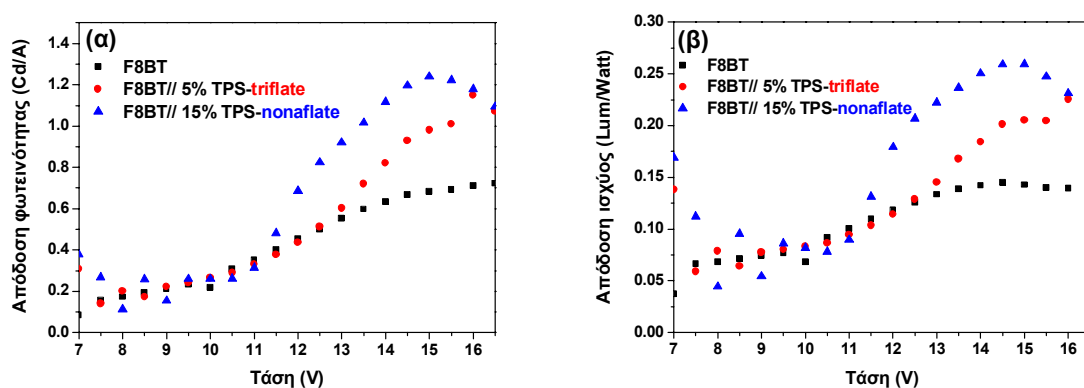 (α)
F8BT
F8BT// 5% TPS-triflate
F8BT// 15% TPS-nonaflate
Απόδοση φωτεινότητας (Cd/A)
1.4
1.2
1.0
0.8
0.6
0.4
0.2
0.0
7 8 9 10 11 12 13 14 15 16
Τάση (V)
(β)
F8BT
F8BT// 5% TPS-triflate
F8BT// 15% TPS-nonaflate
Απόδοση ισχύος (Lum/Watt)
0.30
0.25
0.20
0.15
0.10
0.05
0.00
7 8 9 10 11 12 13 14 15 16
Τάση (V)